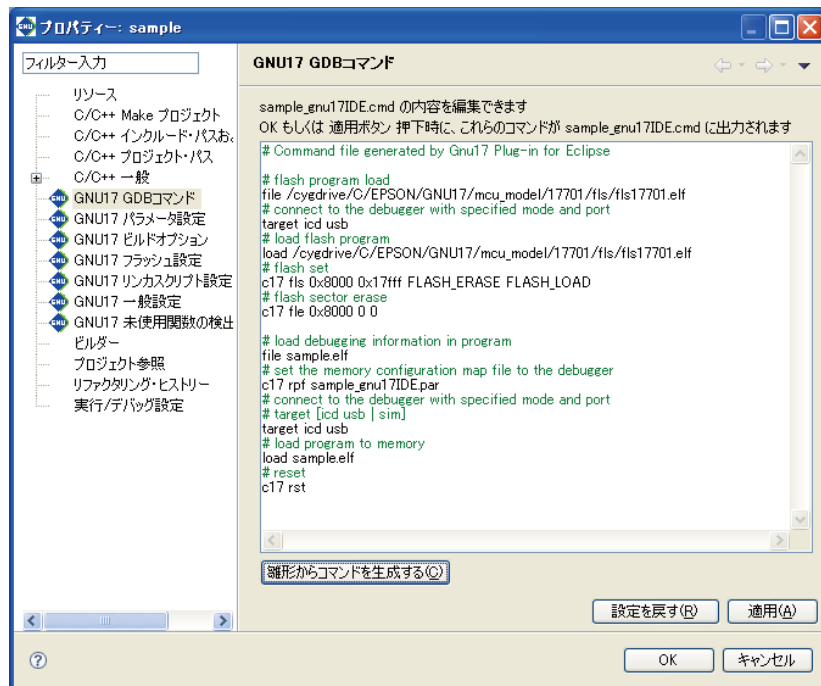 プロパティー: sample
フィルター入力
リソース
C/C++ Make プロジェクト
C/C++ インクルード・パスお、
C/C++ プロジェクト・パス
C/C++ 一般
GNU17 GDBコマンド
GNU17 パラメータ設定
GNU17 ビルドオプション
GNU17 フラッシュ設定
GNU17 リンカスクリプト設定
GNU17 一般設定
GNU17 未使用関数の検出
ビルダー
プロジェクト参照
リファクタリング・ヒストリー
実行/デバッグ設定
GNU17 GDBコマンド
sample_gnu17IDE.cmd の内容を編集できます
OK もしくは 適用ボタン 押下時に、これらのコマンドが sample_gnu17IDE.cmd に出力されます
# Command file generated by Gnu17 Plug-in for Eclipse
# flash program load
file /cygdrive/C/EPSON/GNU17/mcu_model/17701/fls/fls17701.elf
# connect to the debugger with specified mode and port
target icd usb
# load flash program
load /cygdrive/C/EPSON/GNU17/mcu_model/17701/fls/fls17701.elf
# flash set
c17 fls 0x8000 0x17fff FLASH_ERASE FLASH_LOAD
# flash sector erase
c17 fle 0x8000 0 0
# load debugging information in program
file sample.elf
# set the memory configuration map file to the debugger
c17 rpf sample_gnu17IDE.par
# connect to the debugger with specified mode and port
# target [icd usb | sim]
target icd usb
# load program to memory
load sample.elf
# reset
c17 rst
雛形からコマンドを生成する(C)
設定を戻す(R) 適用(A)
OK キャンセル